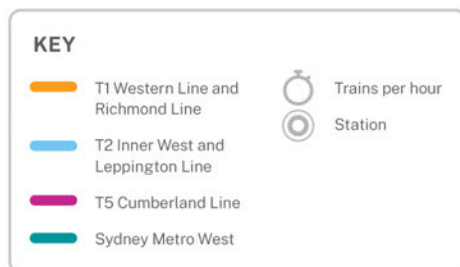 KEY
T1 Western Line and
Richmond Line
T2 Inner West and
Leppington Line
T5 Cumberland Line
Sydney Metro West
Trains per hour
Station